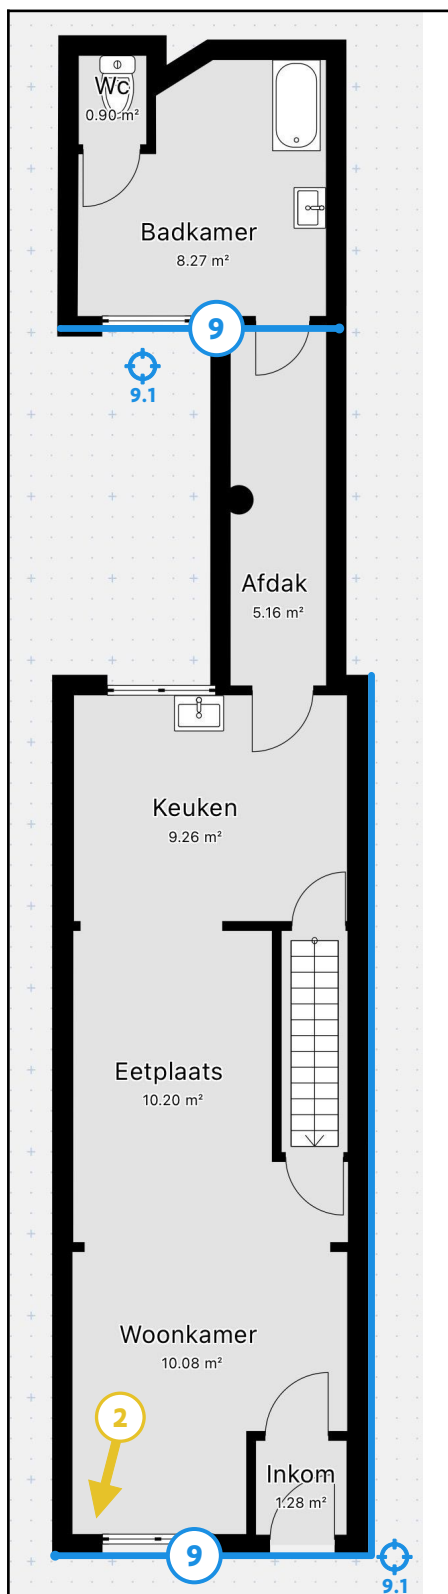 Wc
0.90 m²
Badkamer
8.27 m²
9
9.1
Afdak
5.16 m²
Keuken
9.26 m²
Eetplaats
10.20 m²
Woonkamer
10.08 m²
2
Inkom
1.28 m²
9
9.1